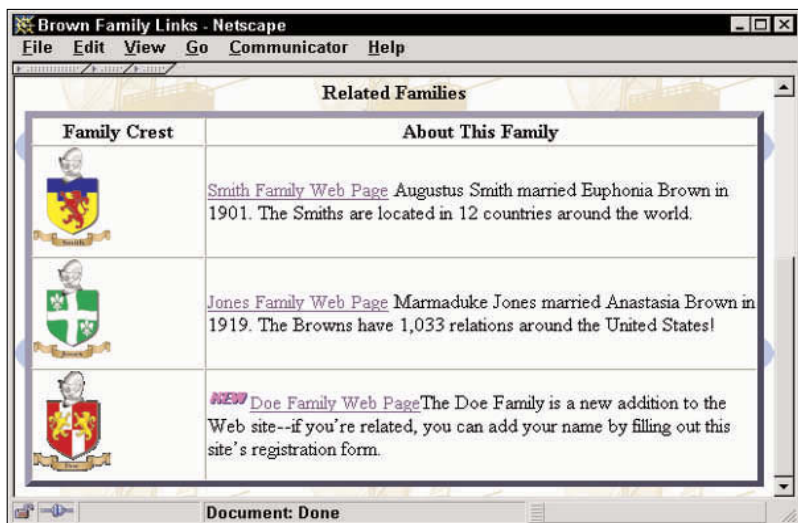 Brown Family Links - Netscape
File Edit View Go Communicator Help
Related Families
Family Crest About This Family
Smith Family Web Page Augustus Smith married Euphonia Brown in
1901. The Smiths are located in 12 countries around the world.
Smith
Jones Family Web Page Marmaduke Jones married Anastasia Brown in
1919. The Browns have 1,033 relations around the United States!
NEW Doe Family Web PageThe Doe Family is a new addition to the
Web site--if you're related, you can add your name by filling out this
site's registration form.
Doe
Document: Done